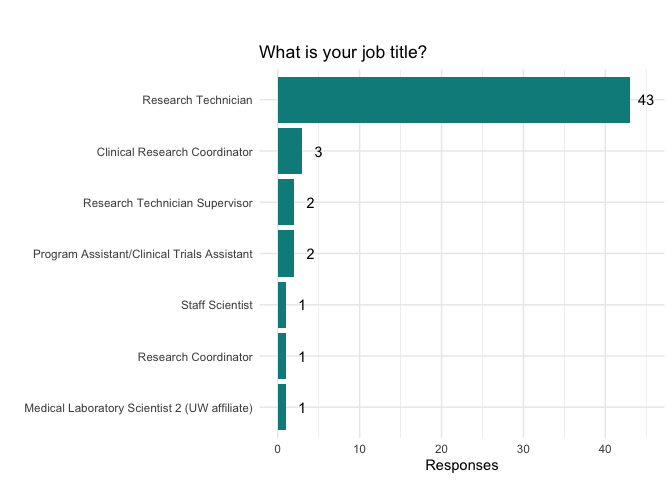 What is your job title?
Research Technician
43
Clinical Research Coordinator
3
Research Technician Supervisor
2
Program Assistant/Clinical Trials Assistant
2
Staff Scientist
1
Research Coordinator
1
Medical Laboratory Scientist 2 (UW affiliate)
1
0 10 20 30 40
Responses